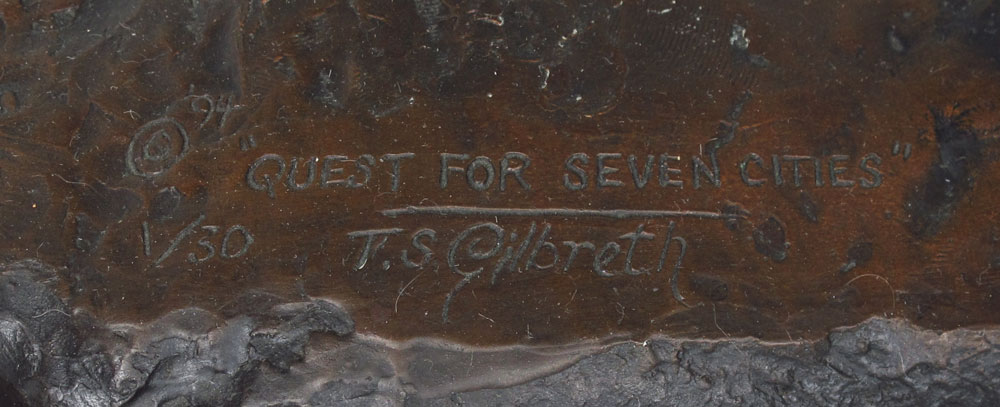 © '94
"QUEST FOR SEVEN CITIES"
1/30 T.S. Gilbreth